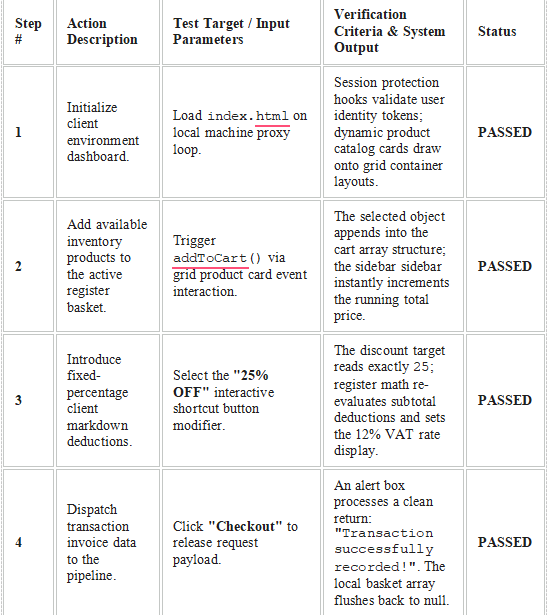 Step #
Action Description
Test Target / Input Parameters
Verification Criteria & System Output
Status
1
Initialize
client
environment
dashboard.
Load index.html on
local machine proxy
loop.
Session protection
hooks validate user
identity tokens;
dynamic product
catalog cards draw
onto grid container
layouts.
PASSED
2
Add available
inventory
products to
the active
register
basket.
Trigger
addToCart() via
grid product card event
interaction.
The selected object
appends into the
cart array structure;
the sidebar sidebar
instantly increments
the running total
price.
PASSED
3
Introduce
fixed-
percentage
client
markdown
deductions.
Select the "25%
OFF" interactive
shortcut button
modifier.
The discount target
reads exactly 25;
register math re-
evaluates subtotal
deductions and sets
the 12% VAT rate
display.
PASSED
4
Dispatch
transaction
invoice data
to the
pipeline.
Click "Checkout" to
release request
payload.
An alert box
processes a clean
return:
"Transaction
successfully
recorded!". The
local basket array
flushes back to null.
PASSED